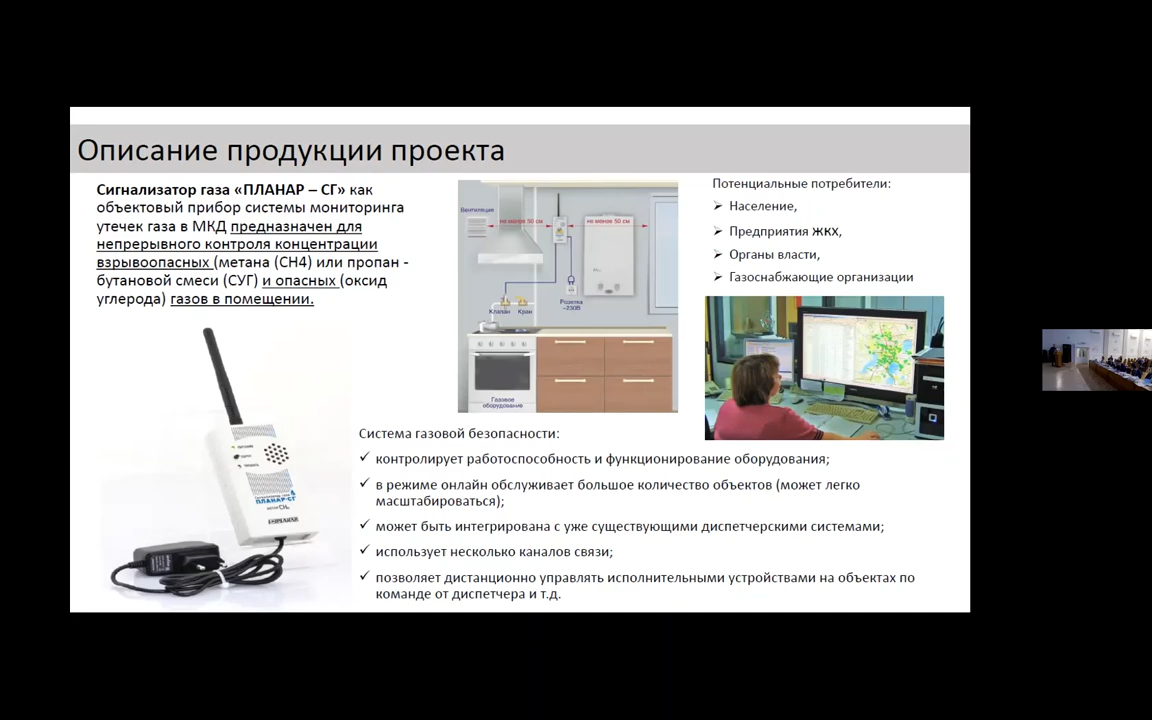 Описание продукции проекта
Сигнализатор газа «ПЛАНАР – СГ» как
объектовый прибор системы мониторинга
утечек газа в МКД предназначен для
непрерывного контроля концентрации
взрывоопасных (метана (СН4) или пропан -
бутановой смеси (СУГ) и опасных (оксид
углерода) газов в помещении.
Вентиляция
не менее 50 см
не менее 50 см
Клапан
Кран
Розетка
~230В
Газовое
оборудование
Потенциальные потребители:
➢ Население,
➢ Предприятия ЖКХ,
➢ Органы власти,
➢ Газоснабжающие организации
ПЛАНАР-СГ
Система газовой безопасности:
✓ контролирует работоспособность и функционирование оборудования;
✓ в режиме онлайн обслуживает большое количество объектов (может легко
масштабироваться);
✓ может быть интегрирована с уже существующими диспетчерскими системами;
✓ использует несколько каналов связи;
✓ позволяет дистанционно управлять исполнительными устройствами на объектах по
команде от диспетчера и т.д.